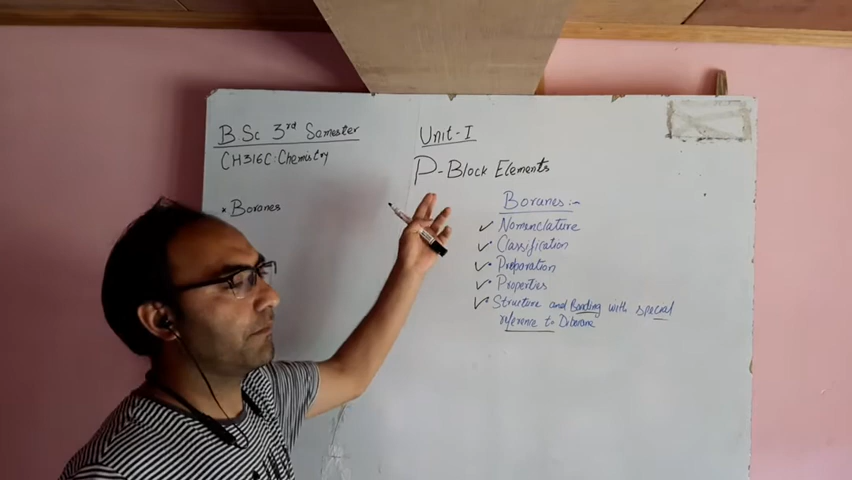 B.Sc 3rd Semester
CH316C: Chemistry
* Boranes
Unit-I
P-Block Elements
Boranes:-
✓ • Nomenclature
✓ • Classification
✓ • Preparation
✓ • Properties
✓ • Structure and Bonding with special
reference to Diborane